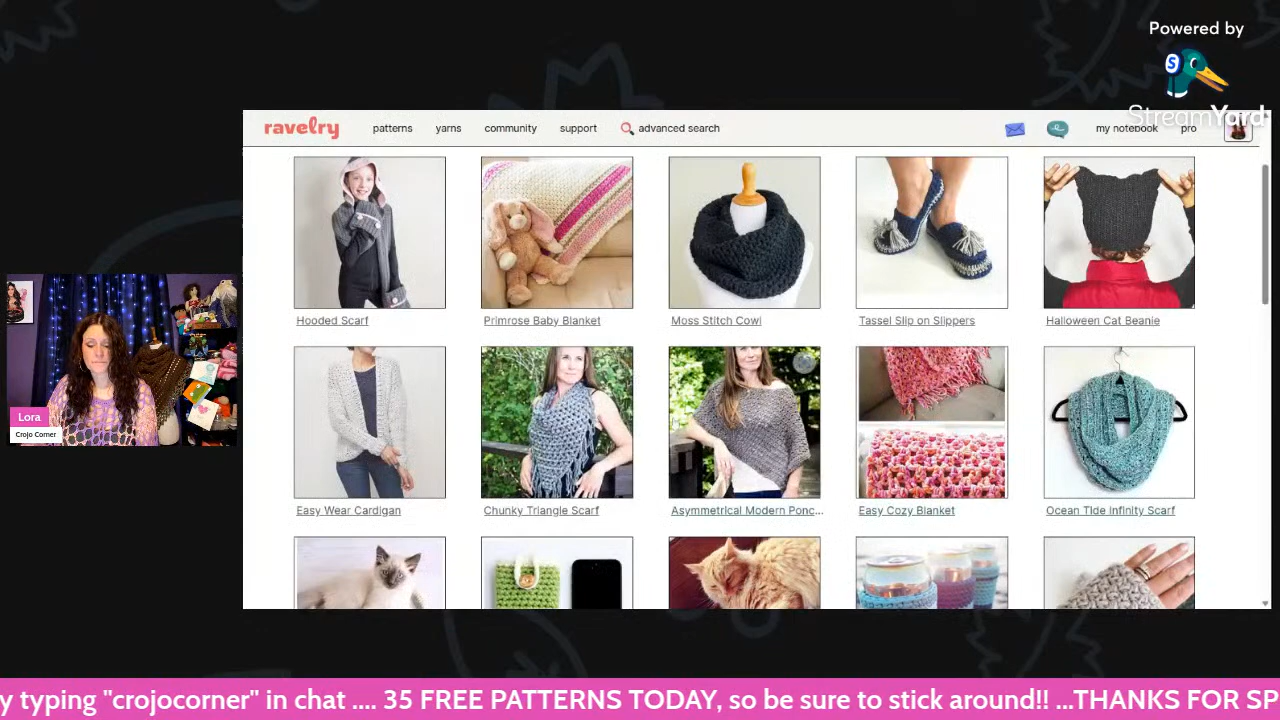 Powered by
StreamYard
ravelry
patterns
yarns
community
support
advanced search
my notebook
pro
Hooded Scarf
Primrose Baby Blanket
Moss Stitch Cowl
Tassel Slip on Slippers
Halloween Cat Beanie
Easy Wear Cardigan
Chunky Triangle Scarf
Asymmetrical Modern Ponc...
Easy Cozy Blanket
Ocean Tide Infinity Scarf
Lora
Crojo Corner
y typing "crojocorner" in chat .... 35 FREE PATTERNS TODAY, so be sure to stick around!! ...THANKS FOR SP